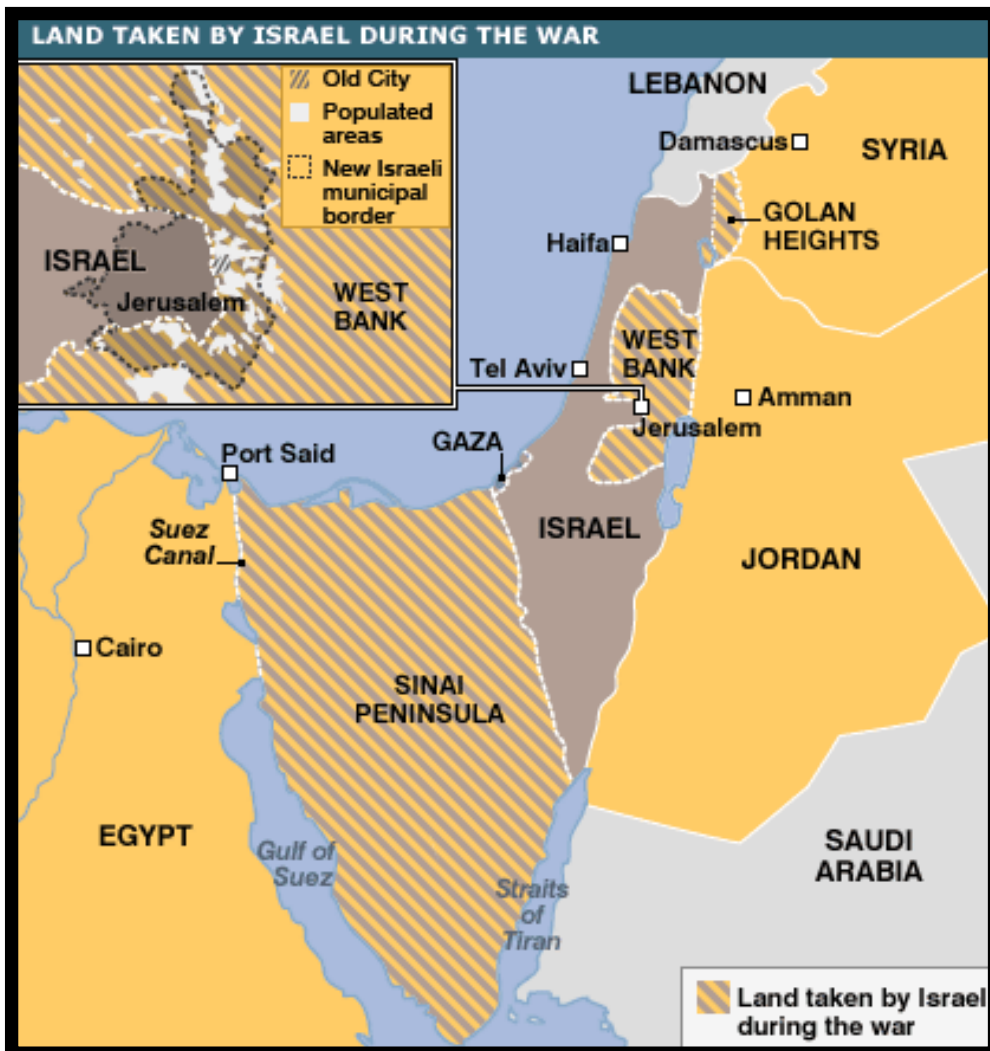 LAND TAKEN BY ISRAEL DURING THE WAR
Old City
Populated
areas
New Israeli
municipal
border
ISRAEL
Jerusalem
WEST
BANK
LEBANON
Damascus
SYRIA
GOLAN
HEIGHTS
Haifa
WEST
BANK
Tel Aviv
Amman
Jerusalem
GAZA
Port Said
Suez
Canal
ISRAEL
JORDAN
Cairo
SINAI
PENINSULA
EGYPT
Gulf of
Suez
Straits
of
Tiran
SAUDI
ARABIA
Land taken by Israel
during the war